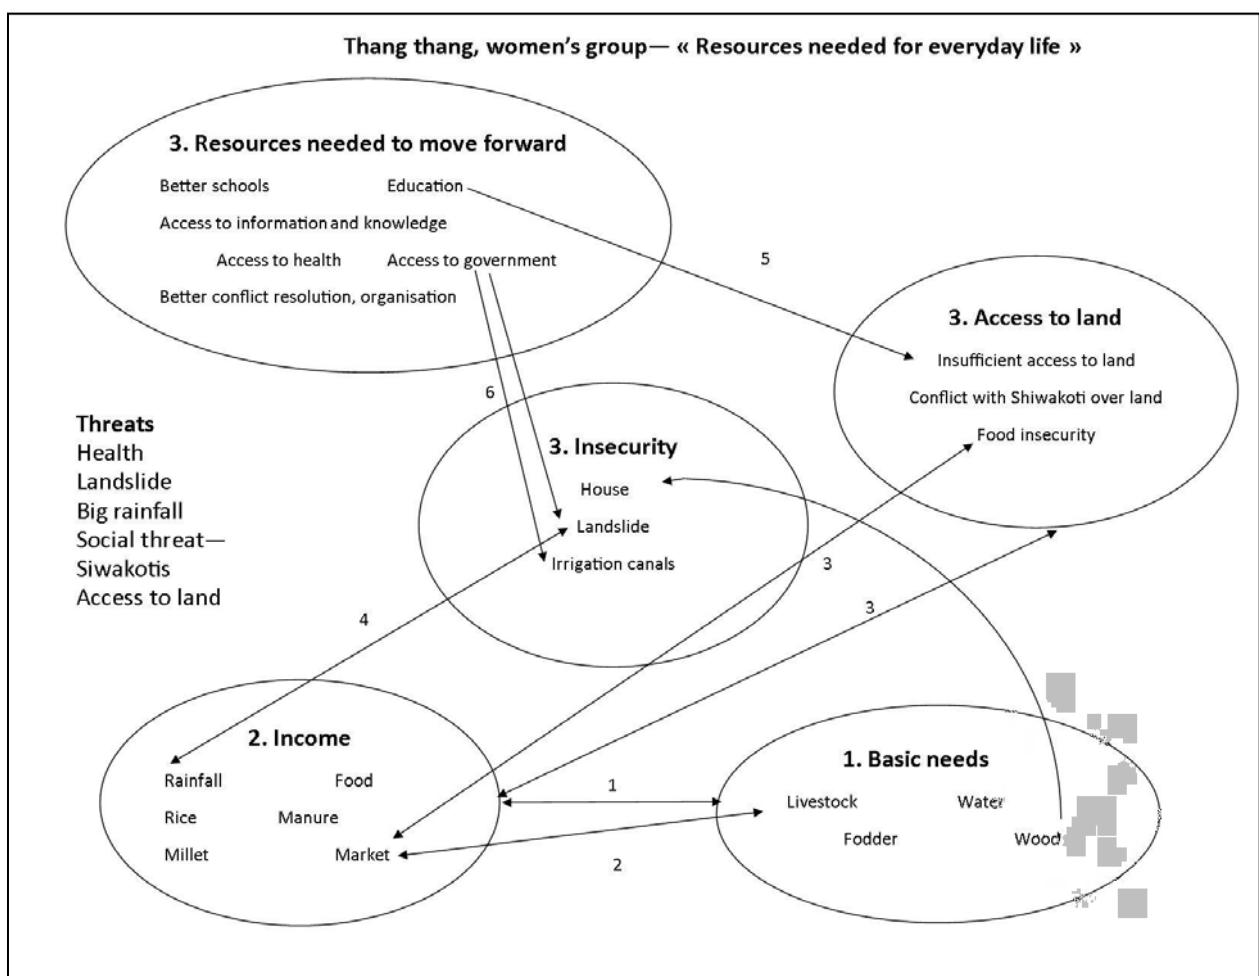 Thang thang, women's group— « Resources needed for everyday life »
3. Resources needed to move forward
Better schools Education
Access to information and knowledge
Access to health Access to government
Better conflict resolution, organisation
5
3. Access to land
Insufficient access to land
Conflict with Shiwakoti over land
Food insecurity
6
3. Insecurity
House
Landslide
Irrigation canals
Threats
Health
Landslide
Big rainfall
Social threat—
Siwakotis
Access to land
3
3
4
2. Income
Rainfall Food
Rice Manure
Millet Market
1
2
1. Basic needs
Livestock Water
Fodder Wood